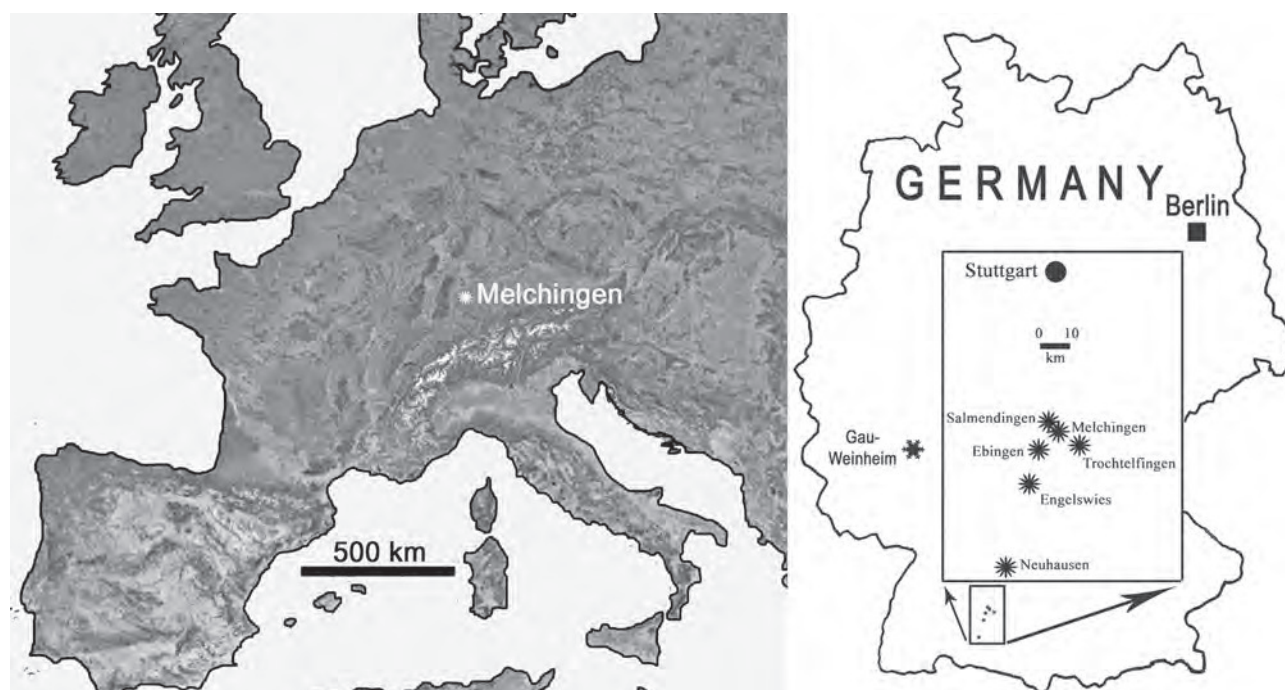 Melchingen
500 km
GERMANY
Berlin
Stuttgart
0 10
km
Salmendingen
Melchingen
Gau-
Weinheim
Ebingen
Trochtelfingen
Engelswies
Neuhausen